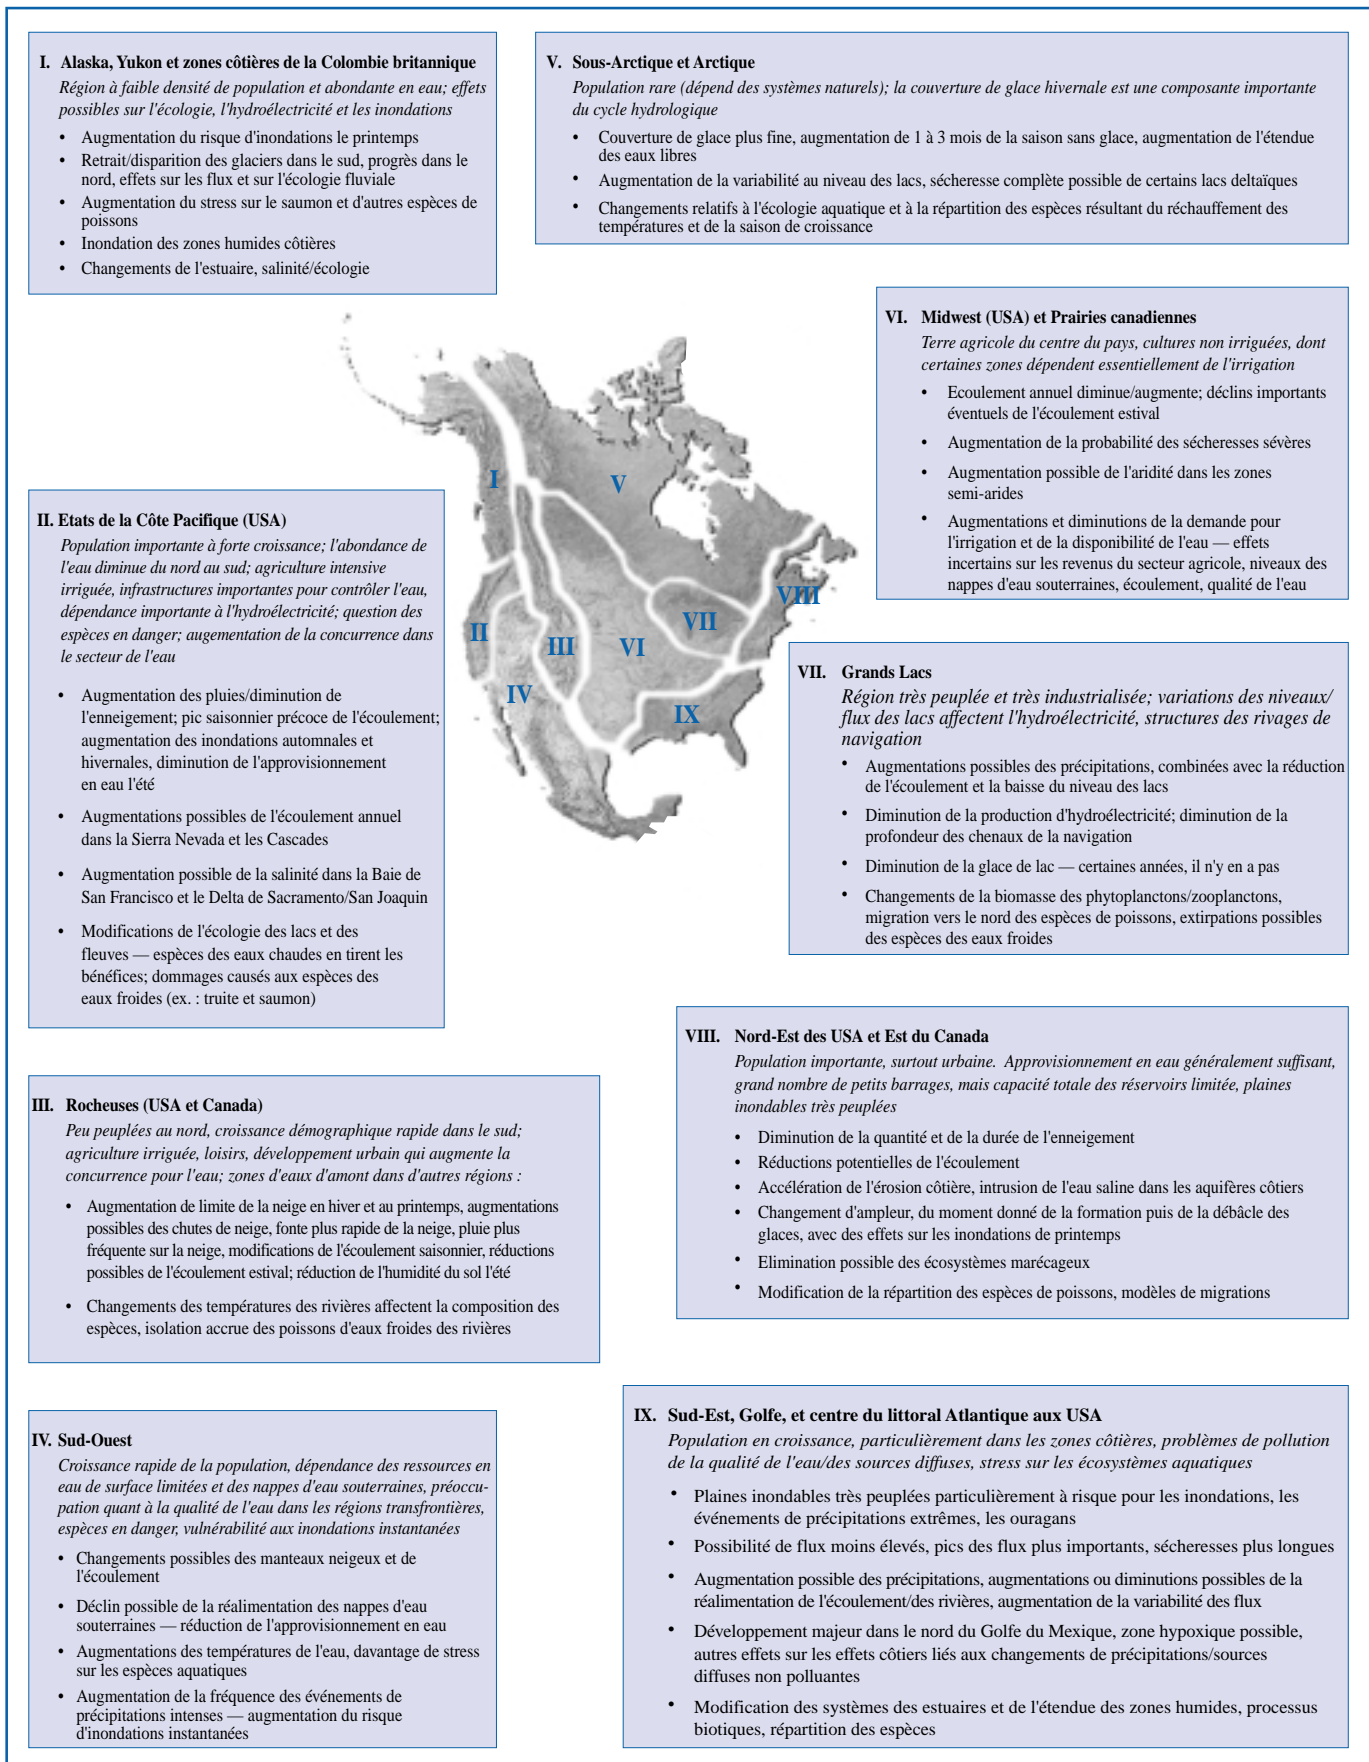 I. Alaska, Yukon et zones côtières de la Colombie britannique
Région à faible densité de population et abondante en eau; effets
possibles sur l'écologie, l'hydroélectricité et les inondations
• Augmentation du risque d'inondations le printemps
• Retrait/disparition des glaciers dans le sud, progrès dans le
nord, effets sur les flux et sur l'écologie fluviale
• Augmentation du stress sur le saumon et d'autres espèces de
poissons
• Inondation des zones humides côtières
• Changements de l'estuaire, salinité/écologie
V. Sous-Arctique et Arctique
Population rare (dépend des systèmes naturels); la couverture de glace hivernale est une composante importante
du cycle hydrologique
• Couverture de glace plus fine, augmentation de 1 à 3 mois de la saison sans glace, augmentation de l'étendue
des eaux libres
• Augmentation de la variabilité au niveau des lacs, sécheresse complète possible de certains lacs deltaïques
• Changements relatifs à l'écologie aquatique et à la répartition des espèces résultant du réchauffement des
températures et de la saison de croissance
VI. Midwest (USA) et Prairies canadiennes
Terre agricole du centre du pays, cultures non irriguées, dont
certaines zones dépendent essentiellement de l'irrigation
• Ecoulement annuel diminue/augmente; déclins importants
éventuels de l'écoulement estival
• Augmentation de la probabilité des sécheresses sévères
• Augmentation possible de l'aridité dans les zones
semi-arides
• Augmentations et diminutions de la demande pour
l'irrigation et de la disponibilité de l'eau — effets
incertains sur les revenus du secteur agricole, niveaux des
nappes d'eau souterraines, écoulement, qualité de l'eau
I
V
VIII
VII
II
III
VI
IV
IX
II. Etats de la Côte Pacifique (USA)
Population importante à forte croissance; l'abondance de
l'eau diminue du nord au sud; agriculture intensive
irriguée, infrastructures importantes pour contrôler l'eau,
dépendance importante à l'hydroélectricité; question des
espèces en danger; augementation de la concurrence dans
le secteur de l'eau
• Augmentation des pluies/diminution de
l'enneigement; pic saisonnier précoce de l'écoulement;
augmentation des inondations automnales et
hivernales, diminution de l'approvisionnement
en eau l'été
• Augmentations possibles de l'écoulement annuel
dans la Sierra Nevada et les Cascades
• Augmentation possible de la salinité dans la Baie de
San Francisco et le Delta de Sacramento/San Joaquin
• Modifications de l'écologie des lacs et des
fleuves — espèces des eaux chaudes en tirent les
bénéfices; dommages causés aux espèces des
eaux froides (ex. : truite et saumon)
VII. Grands Lacs
Région très peuplée et très industrialisée; variations des niveaux/
flux des lacs affectent l'hydroélectricité, structures des rivages de
navigation
• Augmentations possibles des précipitations, combinées avec la réduction
de l'écoulement et la baisse du niveau des lacs
• Diminution de la production d'hydroélectricité; diminution de la
profondeur des chenaux de la navigation
• Diminution de la glace de lac — certaines années, il n'y en a pas
• Changements de la biomasse des phytoplanctons/zooplanctons,
migration vers le nord des espèces de poissons, extirpations possibles
des espèces des eaux froides
VIII. Nord-Est des USA et Est du Canada
Population importante, surtout urbaine. Approvisionnement en eau généralement suffisant,
grand nombre de petits barrages, mais capacité totale des réservoirs limitée, plaines
inondables très peuplées
• Diminution de la quantité et de la durée de l'enneigement
• Réductions potentielles de l'écoulement
• Accélération de l'érosion côtière, intrusion de l'eau saline dans les aquifères côtiers
• Changement d'ampleur, du moment donné de la formation puis de la débâcle des
glaces, avec des effets sur les inondations de printemps
• Elimination possible des écosystèmes marécageux
• Modification de la répartition des espèces de poissons, modèles de migrations
III. Rocheuses (USA et Canada)
Peu peuplées au nord, croissance démographique rapide dans le sud;
agriculture irriguée, loisirs, développement urbain qui augmente la
concurrence pour l'eau; zones d'eaux d'amont dans d'autres régions :
• Augmentation de limite de la neige en hiver et au printemps, augmentations
possibles des chutes de neige, fonte plus rapide de la neige, pluie plus
fréquente sur la neige, modifications de l'écoulement saisonnier, réductions
possibles de l'écoulement estival; réduction de l'humidité du sol l'été
• Changements des températures des rivières affectent la composition des
espèces, isolation accrue des poissons d'eaux froides des rivières
IV. Sud-Ouest
Croissance rapide de la population, dépendance des ressources en
eau de surface limitées et des nappes d'eau souterraines, préoccu-
pation quant à la qualité de l'eau dans les régions transfrontières,
espèces en danger, vulnérabilité aux inondations instantanées
• Changements possibles des manteaux neigeux et de
l'écoulement
• Déclin possible de la réalimentation des nappes d'eau
souterraines — réduction de l'approvisionnement en eau
• Augmentations des températures de l'eau, davantage de stress
sur les espèces aquatiques
• Augmentation de la fréquence des événements de
précipitations intenses — augmentation du risque
d'inondations instantanées
IX. Sud-Est, Golfe, et centre du littoral Atlantique aux USA
Population en croissance, particulièrement dans les zones côtières, problèmes de pollution
de la qualité de l'eau/des sources diffuses, stress sur les écosystèmes aquatiques
• Plaines inondables très peuplées particulièrement à risque pour les inondations, les
événements de précipitations extrêmes, les ouragans
• Possibilité de flux moins élevés, pics des flux plus importants, sécheresses plus longues
• Augmentation possible des précipitations, augmentations ou diminutions possibles de la
réalimentation de l'écoulement/des rivières, augmentation de la variabilité des flux
• Développement majeur dans le nord du Golfe du Mexique, zone hypoxique possible,
autres effets sur les effets côtiers liés aux changements de précipitations/sources
diffuses non polluantes
• Modification des systèmes des estuaires et de l'étendue des zones humides, processus
biotiques, répartition des espèces